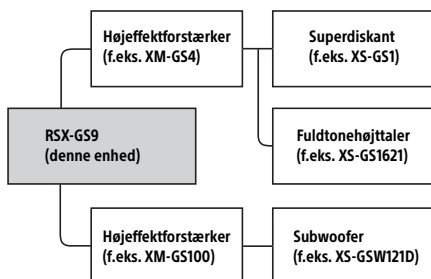 Højeffektforstærker
(f.eks. XM-GS4)
Superdiskant
(f.eks. XS-GS1)
RSX-GS9
(denne enhed)
Fuldtonehøjttaler
(f.eks. XS-GS1621)
Højeffektforstærker
(f.eks. XM-GS100)
Subwoofer
(f.eks. XS-GSW121D)